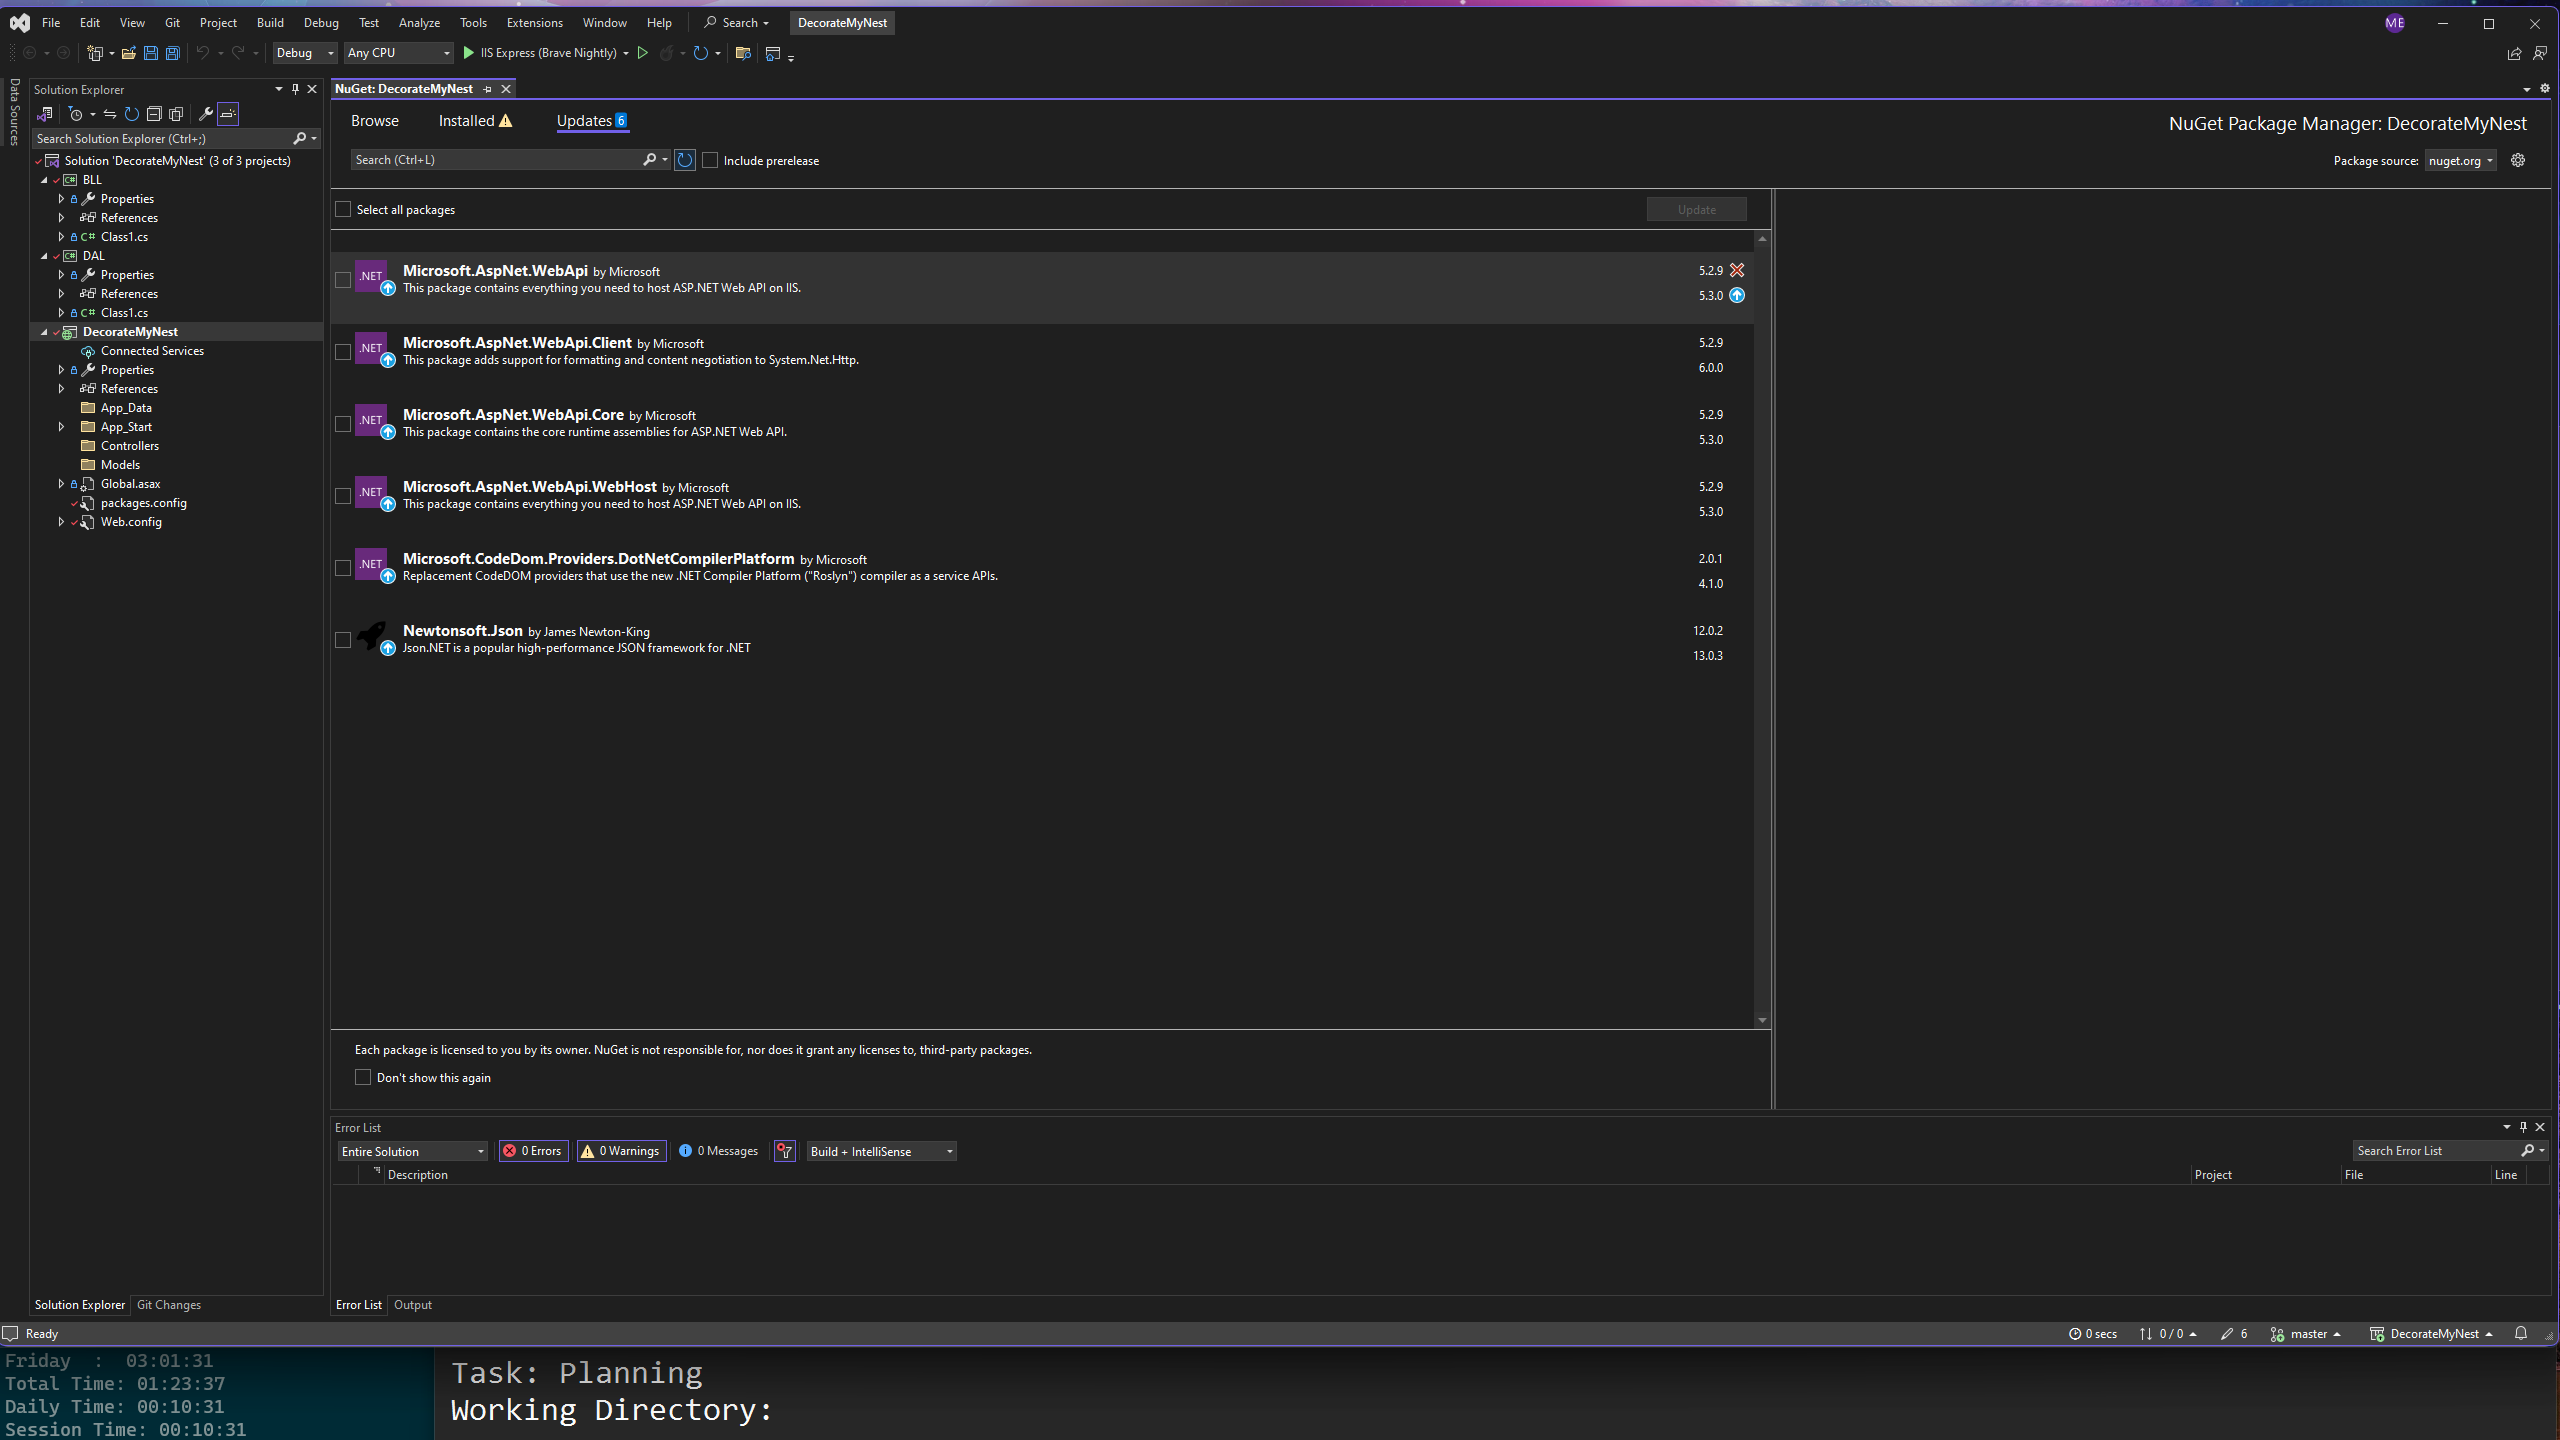 File Edit View Git Project Build Debug Test Analyze Tools Extensions Window Help Search DecorateMyNest ME
Debug Any CPU IIS Express (Brave Nightly)
Data Sources
Solution Explorer
Search Solution Explorer (Ctrl+;)
Solution 'DecorateMyNest' (3 of 3 projects)
C# BLL
Properties
References
C# Class1.cs
C# DAL
Properties
References
C# Class1.cs
DecorateMyNest
Connected Services
Properties
References
App_Data
App_Start
Controllers
Models
Global.asax
packages.config
Web.config
Solution Explorer Git Changes
NuGet: DecorateMyNest
Browse Installed Updates 6
NuGet Package Manager: DecorateMyNest
Search (Ctrl+L) Include prerelease
Package source: nuget.org
Select all packages Update
.NET Microsoft.AspNet.WebApi by Microsoft 5.2.9
This package contains everything you need to host ASP.NET Web API on IIS. 5.3.0
.NET Microsoft.AspNet.WebApi.Client by Microsoft 5.2.9
This package adds support for formatting and content negotiation to System.Net.Http. 6.0.0
.NET Microsoft.AspNet.WebApi.Core by Microsoft 5.2.9
This package contains the core runtime assemblies for ASP.NET Web API. 5.3.0
.NET Microsoft.AspNet.WebApi.WebHost by Microsoft 5.2.9
This package contains everything you need to host ASP.NET Web API on IIS. 5.3.0
.NET Microsoft.CodeDom.Providers.DotNetCompilerPlatform by Microsoft 2.0.1
Replacement CodeDOM providers that use the new .NET Compiler Platform ("Roslyn") compiler as a service APIs. 4.1.0
Newtonsoft.Json by James Newton-King 12.0.2
Json.NET is a popular high-performance JSON framework for .NET 13.0.3
Each package is licensed to you by its owner. NuGet is not responsible for, nor does it grant any licenses to, third-party packages.
Don't show this again
Error List
Entire Solution 0 Errors 0 Warnings 0 Messages Build + IntelliSense Search Error List
Description Project File Line
Error List Output
Ready 0 secs 0 / 0 6 master DecorateMyNest
Friday  :  03:01:31
Total Time: 01:23:37
Daily Time: 00:10:31
Session Time: 00:10:31
Task: Planning
Working Directory: